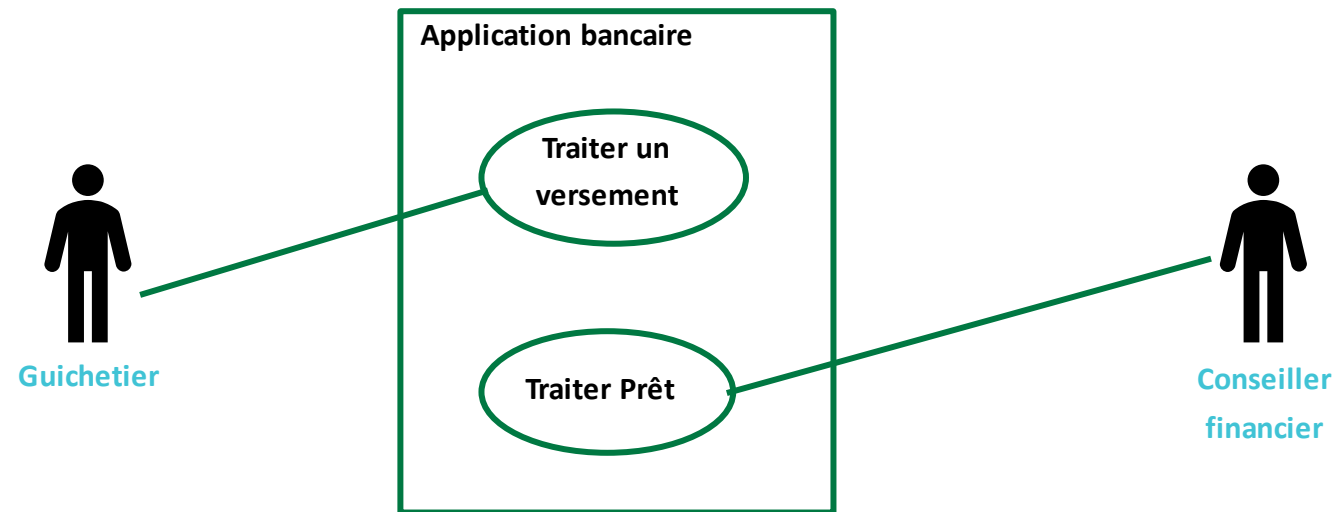 Application bancaire
Traiter un
versement
Guichetier
Traiter Prêt
Conseiller
financier